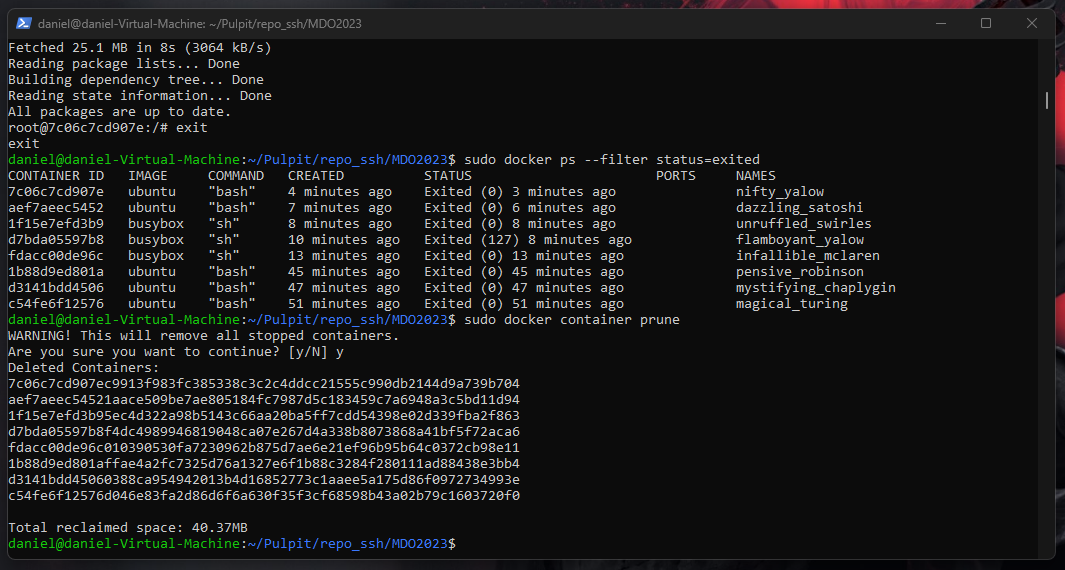 daniel@daniel-Virtual-Machine: ~/Pulpit/repo_ssh/MDO2023
Fetched 25.1 MB in 8s (3064 kB/s)
Reading package lists... Done
Building dependency tree... Done
Reading state information... Done
All packages are up to date.
root@7c06c7cd907e:/# exit
exit
daniel@daniel-Virtual-Machine:~/Pulpit/repo_ssh/MDO2023$ sudo docker ps --filter status=exited
CONTAINER ID   IMAGE     COMMAND   CREATED          STATUS                       PORTS     NAMES
7c06c7cd907e   ubuntu    "bash"    4 minutes ago    Exited (0) 3 minutes ago               nifty_yalow
aef7aeec5452   ubuntu    "bash"    7 minutes ago    Exited (0) 6 minutes ago               dazzling_satoshi
1f15e7efd3b9   busybox   "sh"      8 minutes ago    Exited (0) 8 minutes ago               unruffled_swirles
d7bda05597b8   busybox   "sh"      10 minutes ago   Exited (127) 8 minutes ago             flamboyant_yalow
fdacc00de96c   busybox   "sh"      13 minutes ago   Exited (0) 13 minutes ago              infallible_mclaren
1b88d9ed801a   ubuntu    "bash"    45 minutes ago   Exited (0) 45 minutes ago              pensive_robinson
d3141bdd4506   ubuntu    "bash"    47 minutes ago   Exited (0) 47 minutes ago              mystifying_chaplygin
c54fe6f12576   ubuntu    "bash"    51 minutes ago   Exited (0) 51 minutes ago              magical_turing
daniel@daniel-Virtual-Machine:~/Pulpit/repo_ssh/MDO2023$ sudo docker container prune
WARNING! This will remove all stopped containers.
Are you sure you want to continue? [y/N] y
Deleted Containers:
7c06c7cd907ec9913f983fc385338c3c2c4ddcc21555c990db2144d9a739b704
aef7aeec54521aace509be7ae805184fc7987d5c183459c7a6948a3c5bd11d94
1f15e7efd3b95ec4d322a98b5143c66aa20ba5ff7cdd54398e02d339fba2f863
d7bda05597b8f4dc4989946819048ca07e267d4a338b8073868a41bf5f72aca6
fdacc00de96c010390530fa7230962b875d7ae6e21ef96b95b64c0372cb98e11
1b88d9ed801affae4a2fc7325d76a1327e6f1b88c3284f280111ad88438e3bb4
d3141bdd45060388ca954942013b4d16852773c1aaee5a175d86f0972734993e
c54fe6f12576d046e83fa2d86d6f6a630f35f3cf68598b43a02b79c1603720f0
Total reclaimed space: 40.37MB
daniel@daniel-Virtual-Machine:~/Pulpit/repo_ssh/MDO2023$